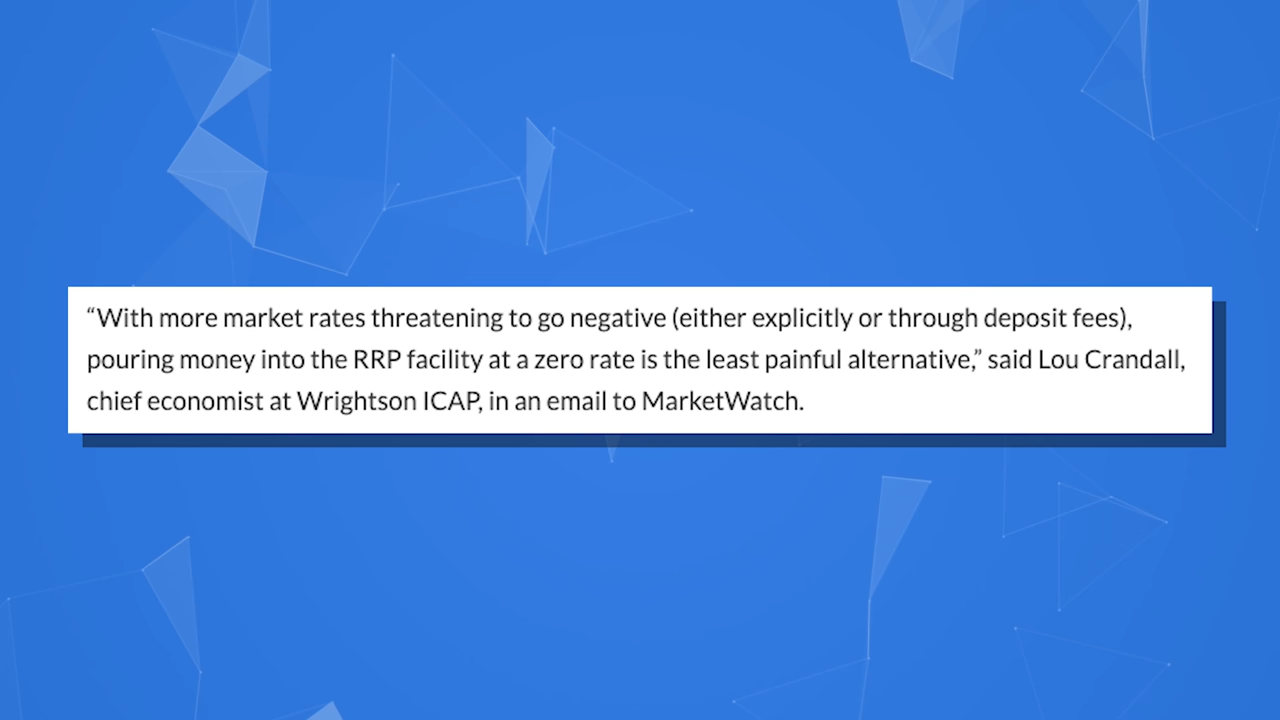 “With more market rates threatening to go negative (either explicitly or through deposit fees),
pouring money into the RRP facility at a zero rate is the least painful alternative,” said Lou Crandall,
chief economist at Wrightson ICAP, in an email to MarketWatch.